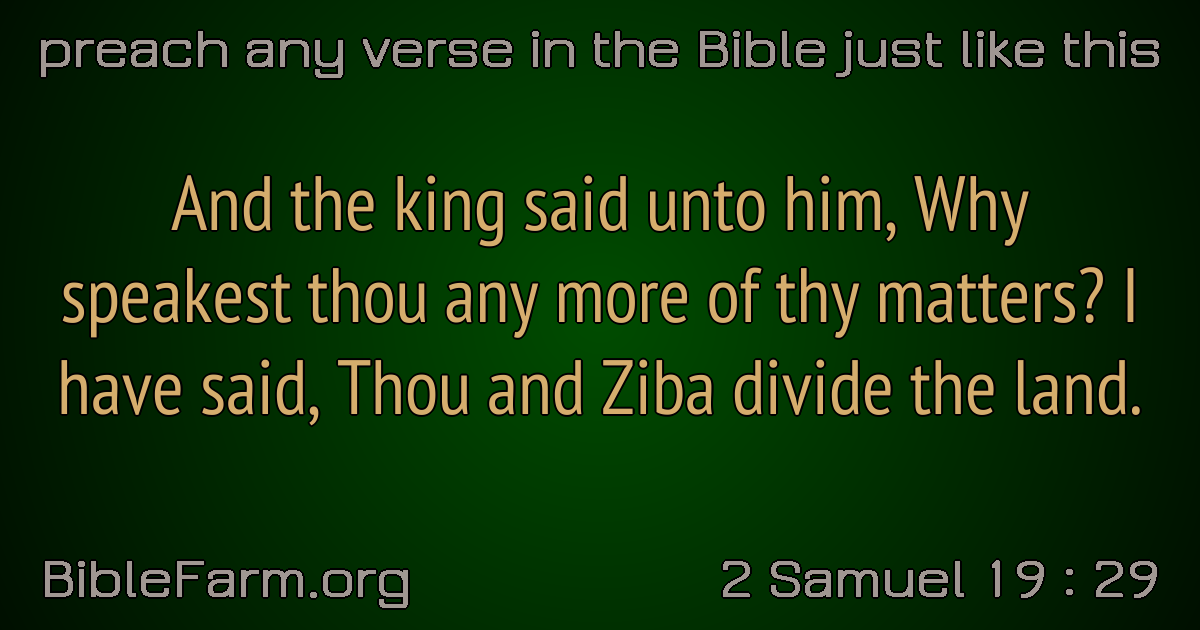 preach any verse in the Bible just like this
And the king said unto him, Why
speakest thou any more of thy matters? I
have said, Thou and Ziba divide the land.
BibleFarm.org
2 Samuel 19 : 29